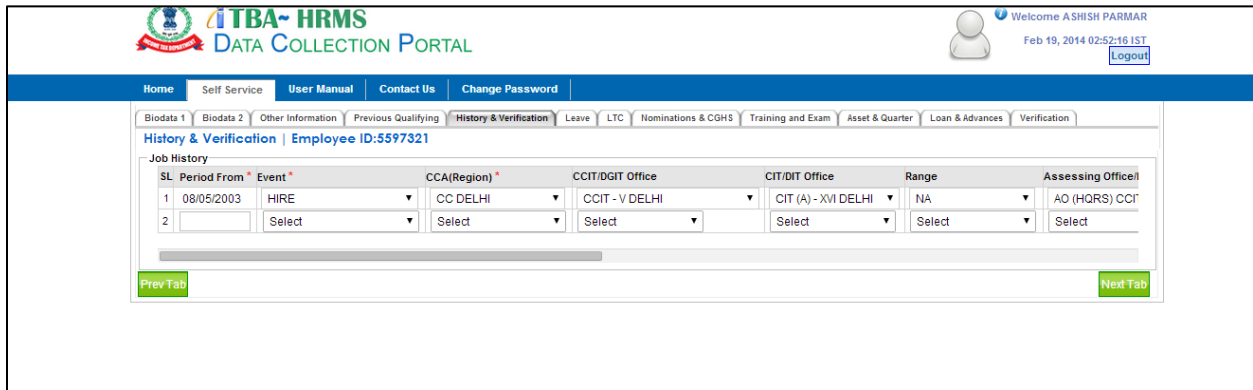 iTBA~ HRMS
DATA COLLECTION PORTAL
INCOME TAX DEPARTMENT
Welcome ASHISH PARMAR
Feb 19, 2014 02:52:16 IST
Logout
Home Self Service User Manual Contact Us Change Password
Biodata 1 Biodata 2 Other Information Previous Qualifying History & Verification Leave LTC Nominations & CGHS Training and Exam Asset & Quarter Loan & Advances Verification
History & Verification | Employee ID:5597321
Job History
SL Period From * Event * CCA(Region) * CCIT/DGIT Office CIT/DIT Office Range Assessing Office/
1 08/05/2003 HIRE CC DELHI CCIT - V DELHI CIT (A) - XVI DELHI NA AO (HQRS) CCIT
2 Select Select Select Select Select Select
Prev Tab Next Tab